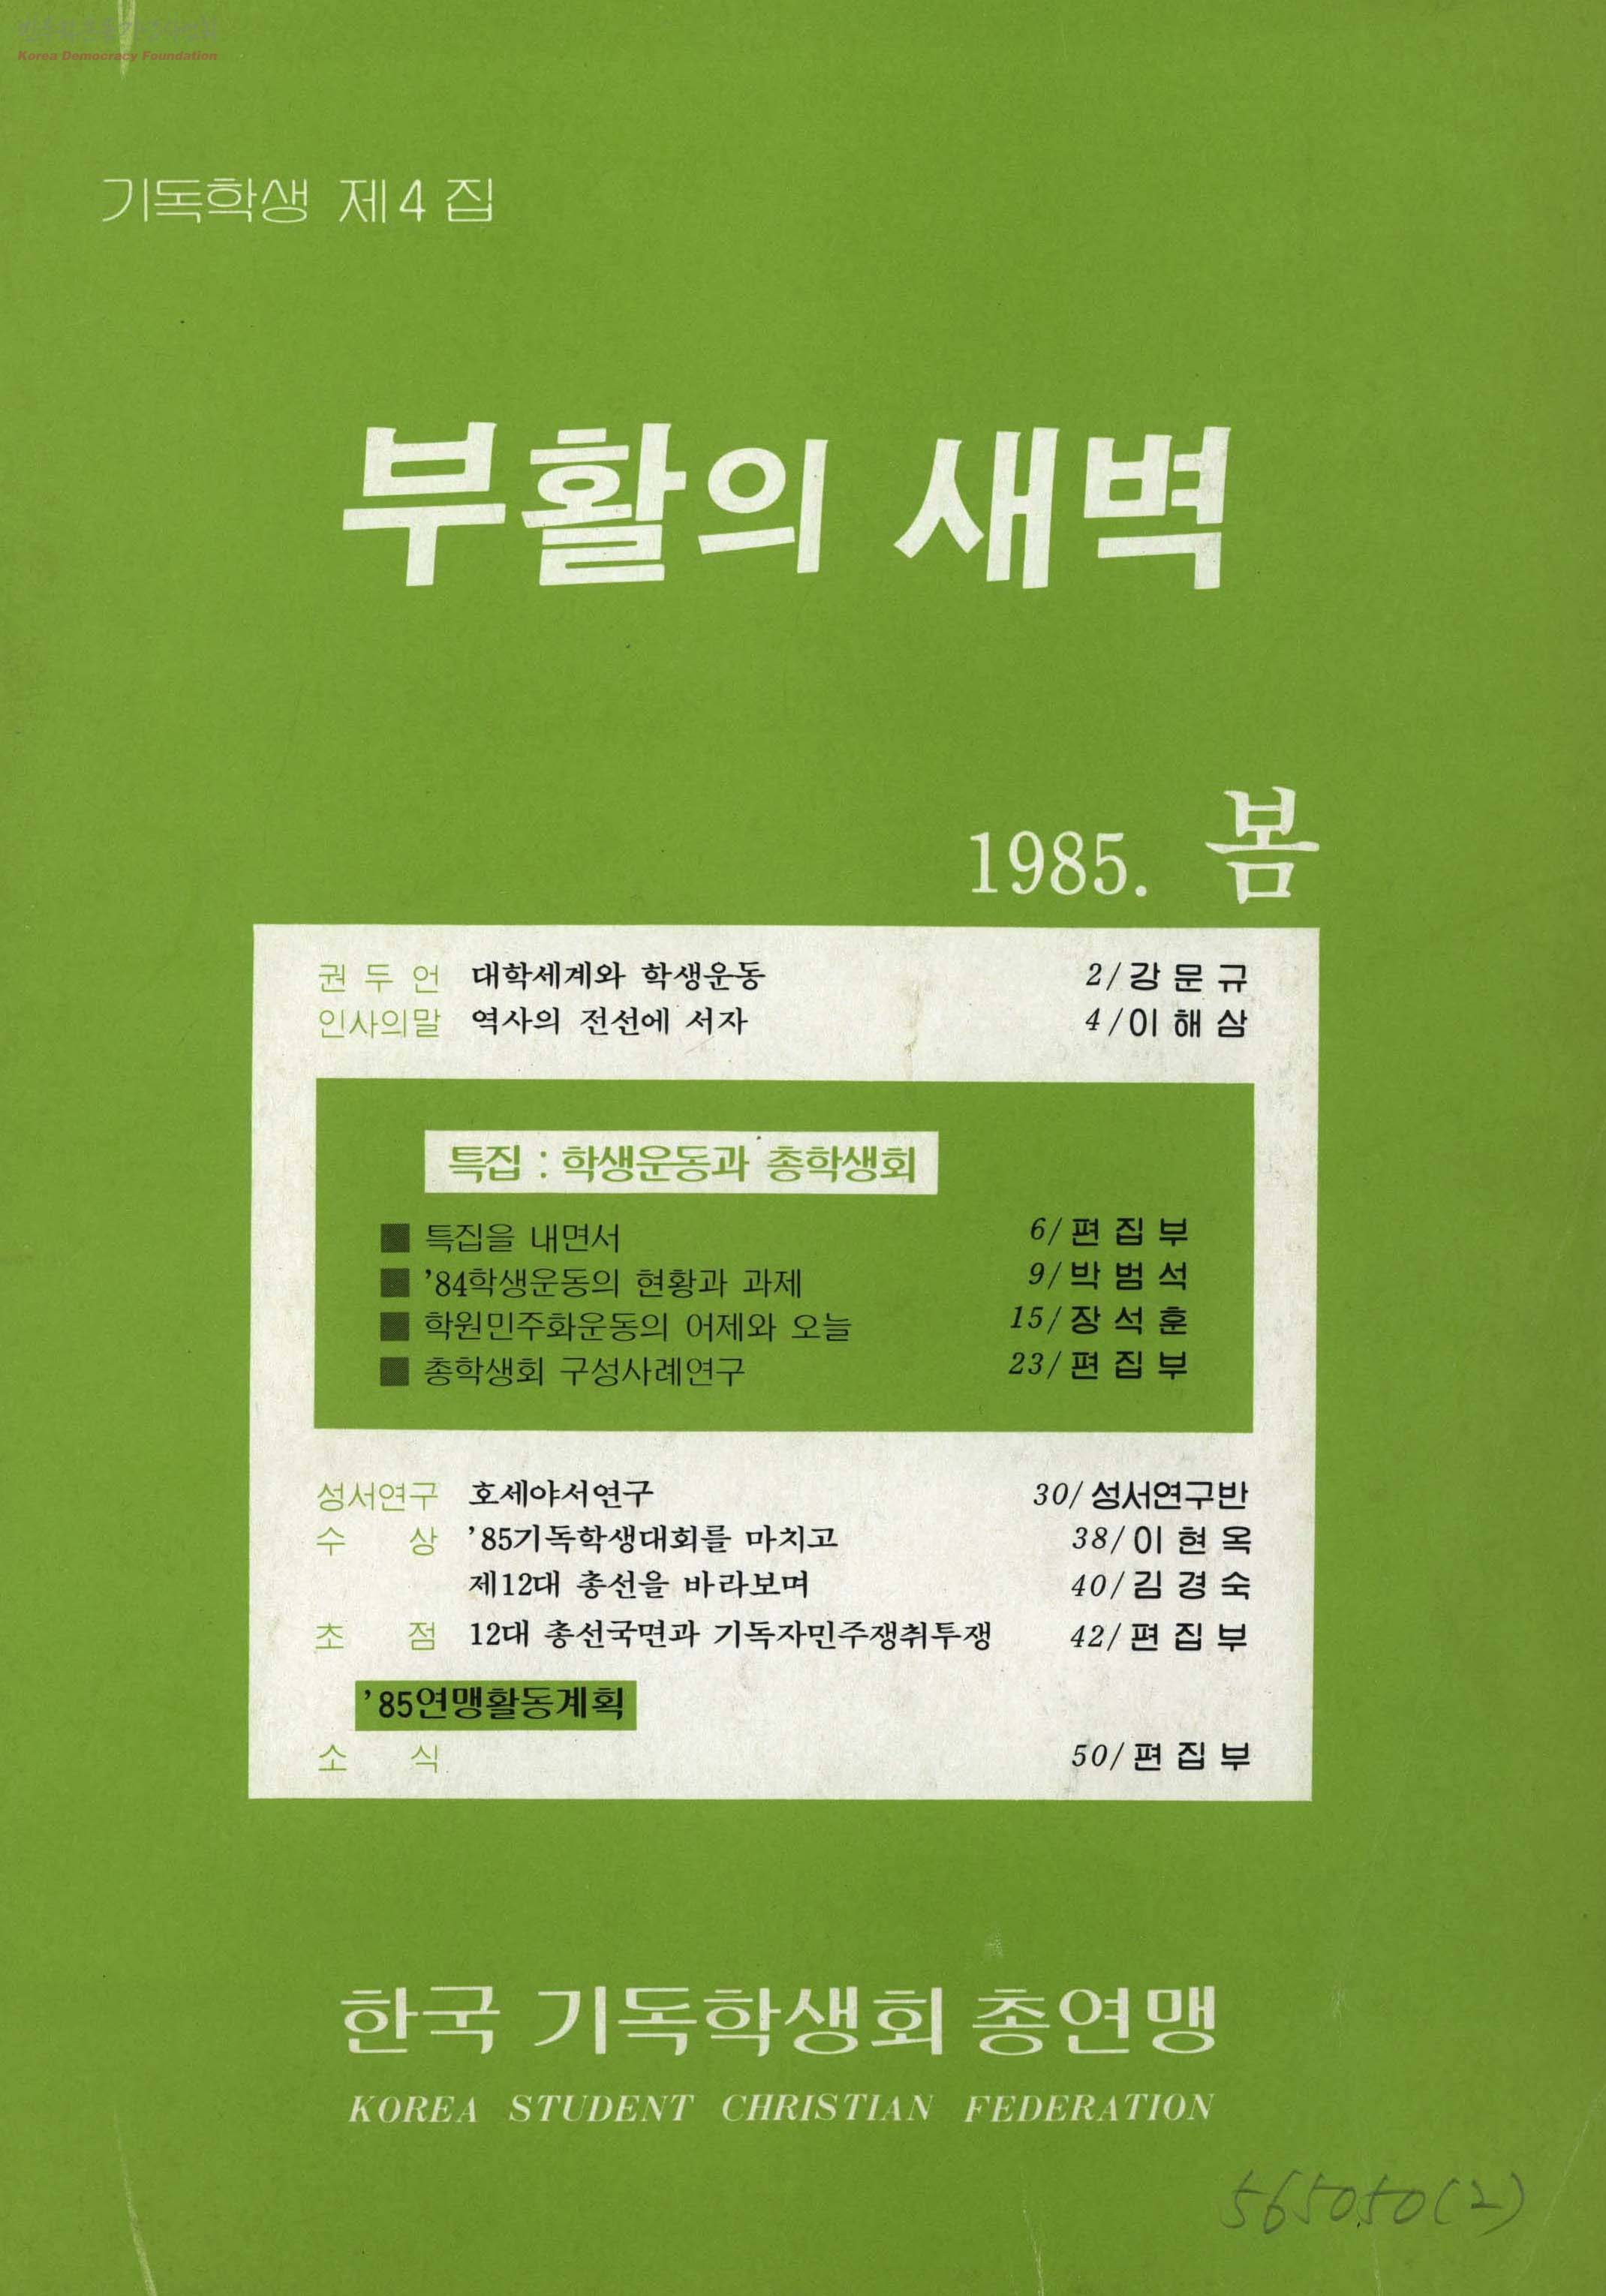 민주화운동기념사업회
Korea Democracy Foundation
기독학생 제4집
부활의 새벽
1985. 봄
권두언 대학세계와 학생운동 2/강문규
인사의말 역사의 전선에 서자 4/이해삼
특집 : 학생운동과 총학생회
■ 특집을 내면서 6/편집부
■ ’84학생운동의 현황과 과제 9/박범석
■ 학원민주화운동의 어제와 오늘 15/장석훈
■ 총학생회 구성사례연구 23/편집부
성서연구 호세야서연구 30/성서연구반
수상 ’85기독학생대회를 마치고 38/이현옥
제12대 총선을 바라보며 40/김경숙
초점 12대 총선국면과 기독자민주쟁취투쟁 42/편집부
’85연맹활동계획
소식 50/편집부
한국 기독학생회 총연맹
KOREA STUDENT CHRISTIAN FEDERATION
565050(2)